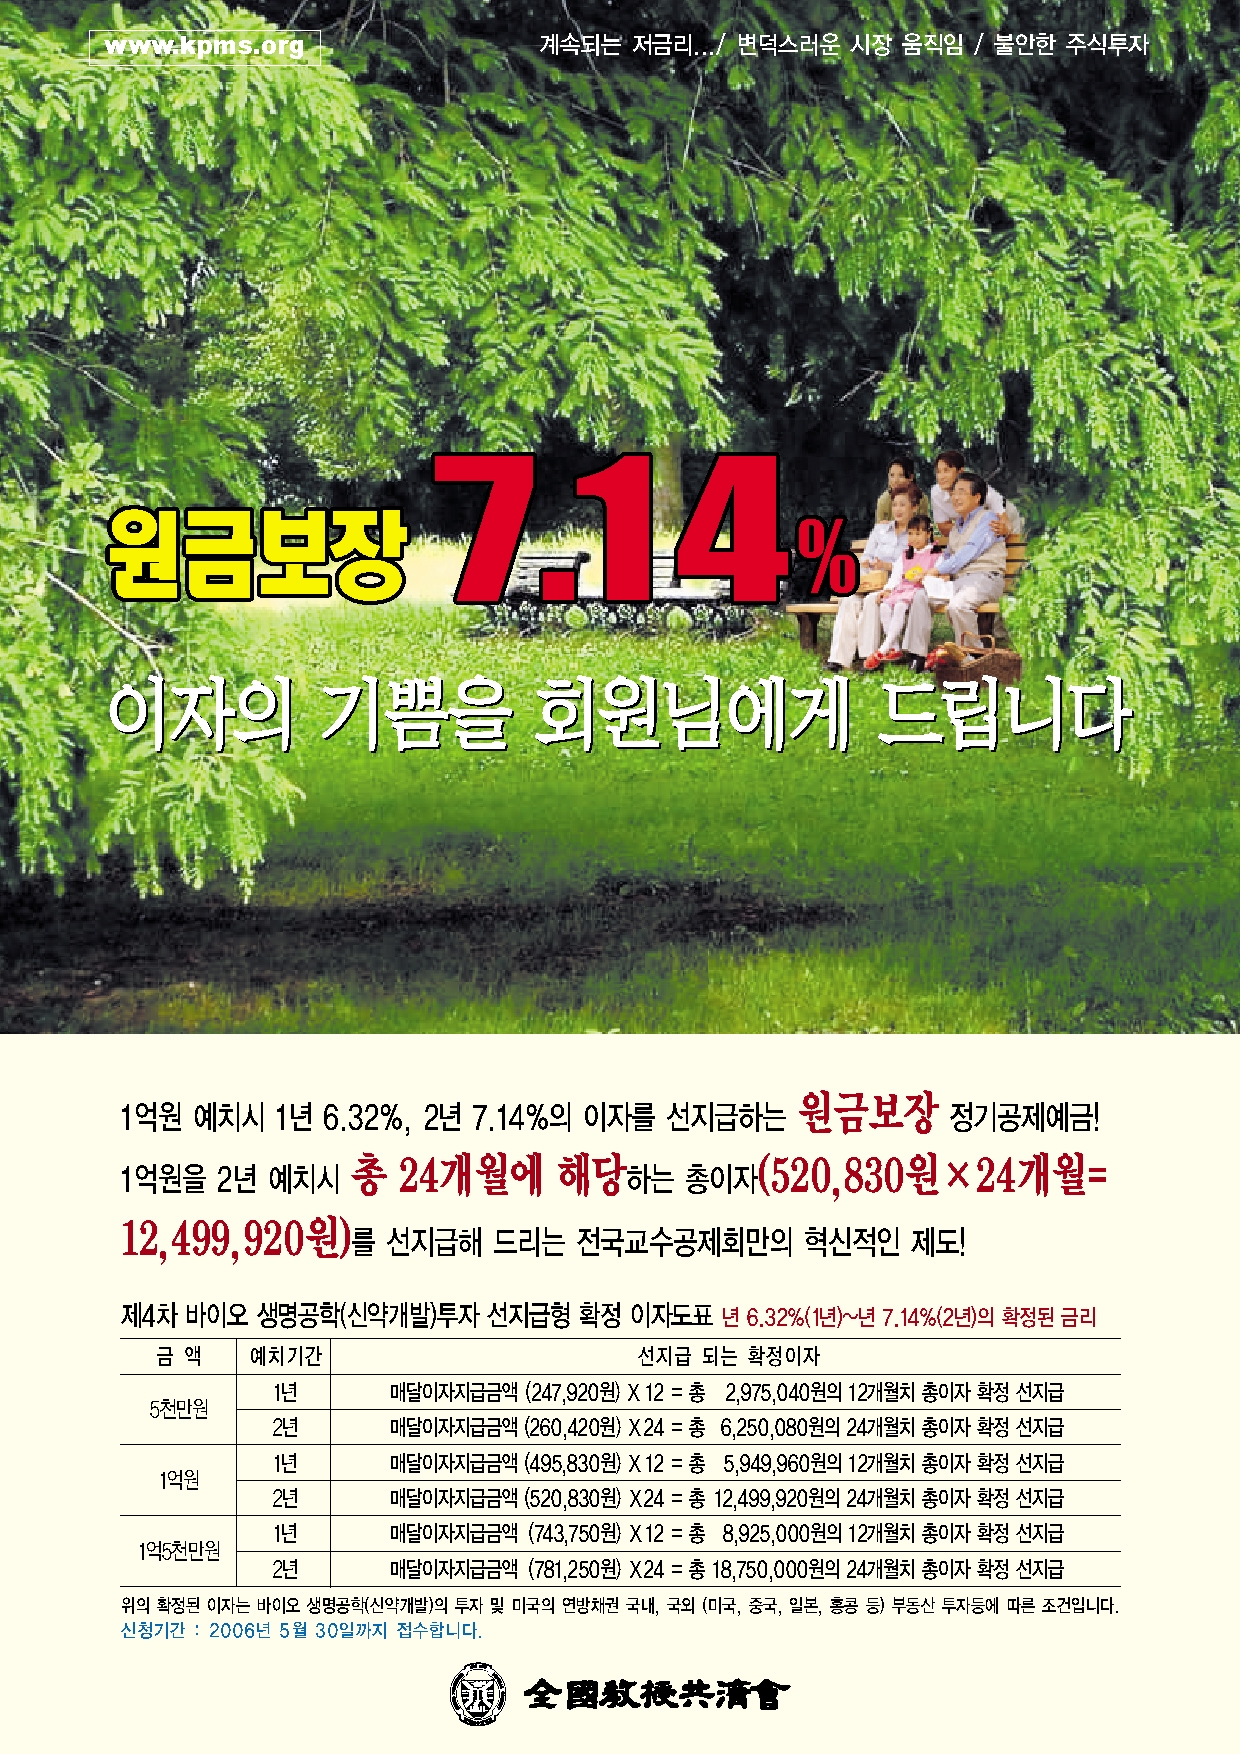 www.kpms.org
계속되는 저금리.../ 변덕스러운 시장 움직임 / 불안한 주식투자
원금보장 7.14%
이자의 기쁨을 회원님에게 드립니다
1억원 예치시 1년 6.32%, 2년 7.14%의 이자를 선지급하는 원금보장 정기공제예금!
1억원을 2년 예치시 총 24개월에 해당하는 총이자(520,830원×24개월=
12,499,920원)를 선지급해 드리는 전국교수공제회만의 혁신적인 제도!
제4차 바이오 생명공학(신약개발)투자 선지급형 확정 이자도표 년 6.32%(1년)~년 7.14%(2년)의 확정된 금리
금 액 예치기간 선지급 되는 확정이자
5천만원
1년 매달이자지급금액 (247,920원) X 12 = 총 2,975,040원의 12개월치 총이자 확정 선지급
2년 매달이자지급금액 (260,420원) X 24 = 총 6,250,080원의 24개월치 총이자 확정 선지급
1억원
1년 매달이자지급금액 (495,830원) X 12 = 총 5,949,960원의 12개월치 총이자 확정 선지급
2년 매달이자지급금액 (520,830원) X 24 = 총 12,499,920원의 24개월치 총이자 확정 선지급
1억5천만원
1년 매달이자지급금액 (743,750원) X 12 = 총 8,925,000원의 12개월치 총이자 확정 선지급
2년 매달이자지급금액 (781,250원) X 24 = 총 18,750,000원의 24개월치 총이자 확정 선지급
위의 확정된 이자는 바이오 생명공학(신약개발)의 투자 및 미국의 연방채권 국내, 국외 (미국, 중국, 일본, 홍콩 등) 부동산 투자등에 따른 조건입니다.
신청기간 : 2006년 5월 30일까지 접수합니다.
全國敎授共濟會